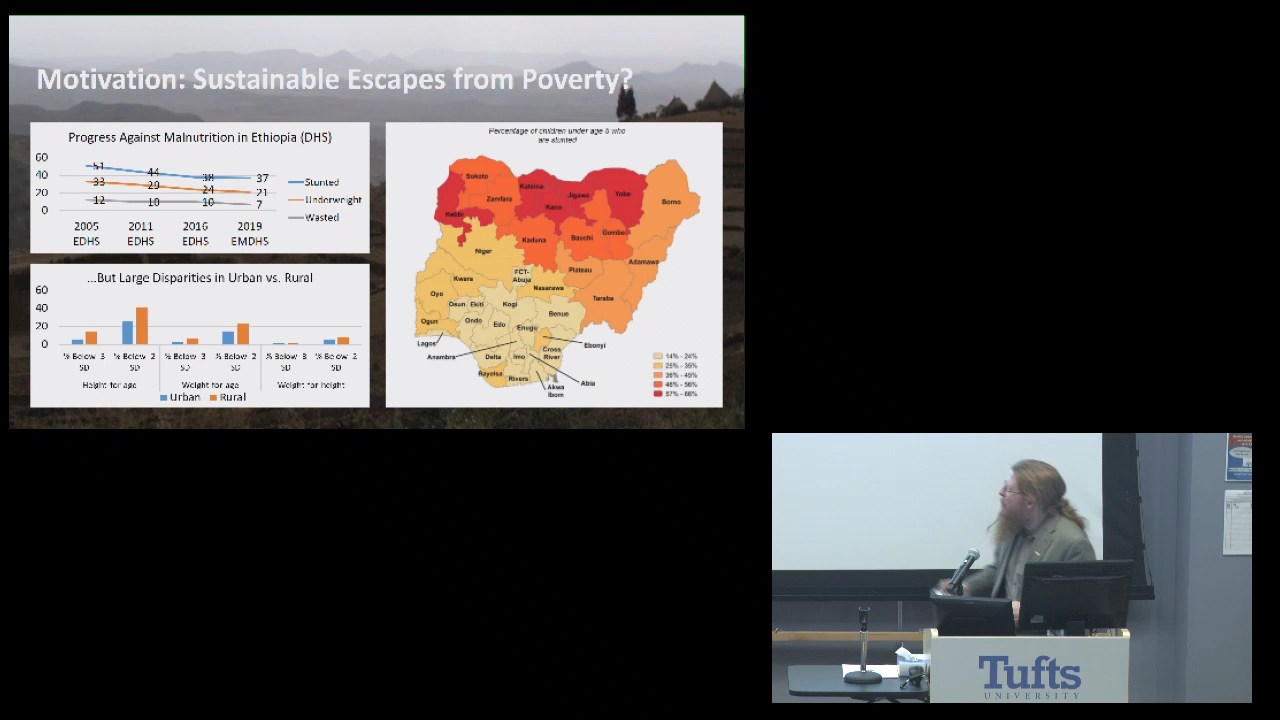 Motivation: Sustainable Escapes from Poverty?
Progress Against Malnutrition in Ethiopia (DHS)
60
40
20
0
51
44
38
37
33
29
24
21
12
10
10
7
2005
EDHS
2011
EDHS
2016
EDHS
2019
EMDHS
Stunted
Underweight
Wasted
...But Large Disparities in Urban vs. Rural
60
40
20
0
% Below -3
SD
% Below -2
SD
% Below -3
SD
% Below -2
SD
% Below -3
SD
% Below -2
SD
Height for age
Weight for age
Weight for height
Urban
Rural
Percentage of children under age 5 who
are stunted
Sokoto
Katsina
Jigawa
Yobe
Borno
Zamfara
Kano
Kebbi
Gombe
Kaduna
Bauchi
Niger
Adamawa
Plateau
FCT-
Abuja
Kwara
Nasarawa
Oyo
Taraba
Osun
Ekiti
Kogi
Benue
Ogun
Ondo
Edo
Enugu
Lagos
Ebonyi
Anambra
Delta
Imo
Cross
River
Bayelsa
Rivers
Abia
Akwa
Ibom
14% - 24%
25% - 35%
36% - 45%
46% - 56%
57% - 66%
Tufts
UNIVERSITY